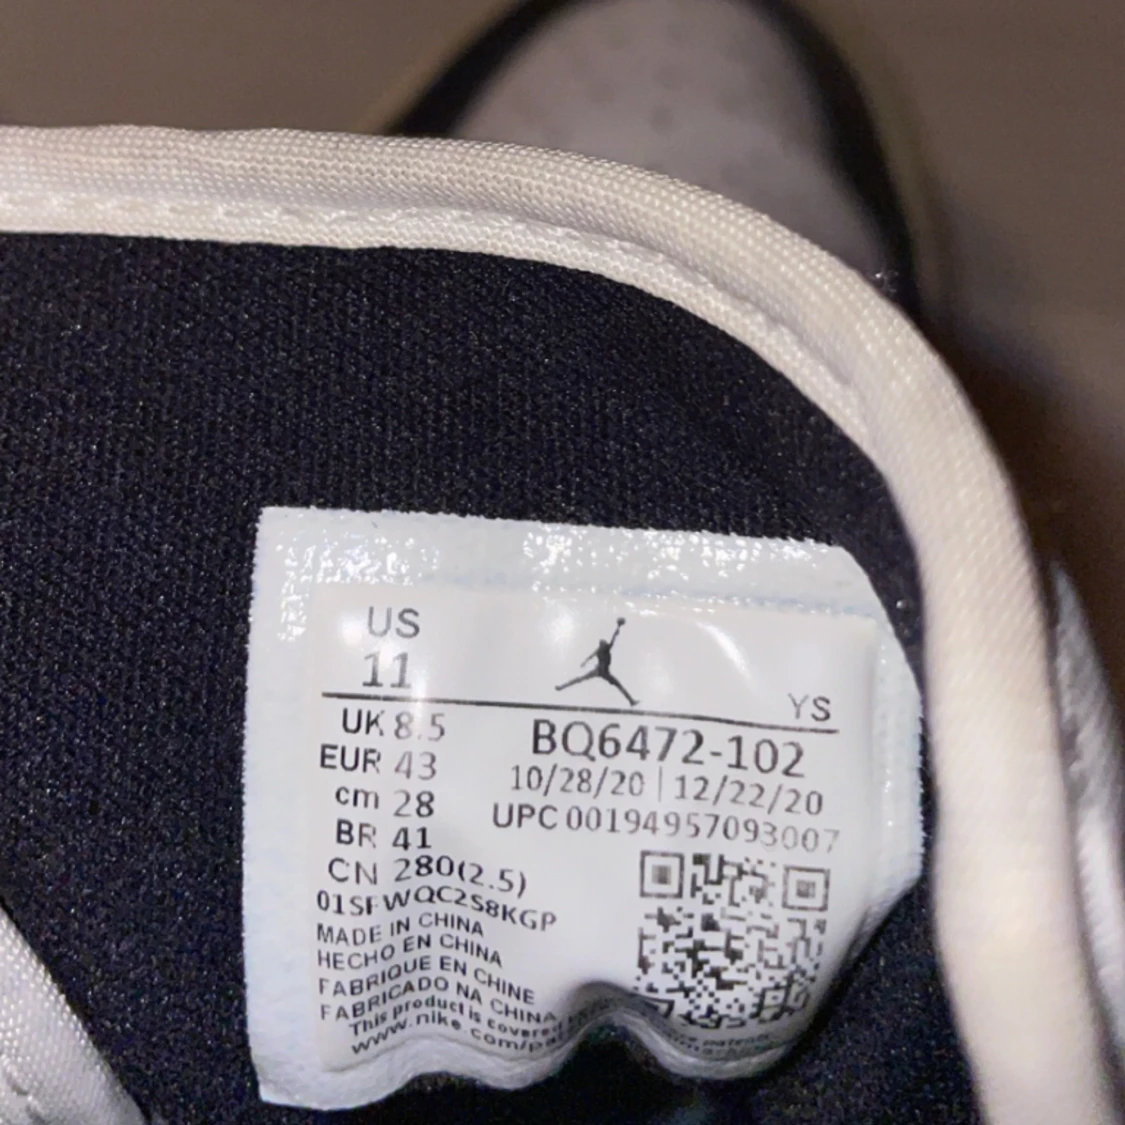 US
11
YS
UK 8.5
EUR 43
cm 28
BR 41
CN 280(2.5)
BQ6472-102
10/28/20 | 12/22/20
UPC 00194957093007
01SFWQC2S8KGP
MADE IN CHINA
HECHO EN CHINA
FABRIQUE EN CHINE
FABRICADO NA CHINA
This product is covered
www.nike.com/pa